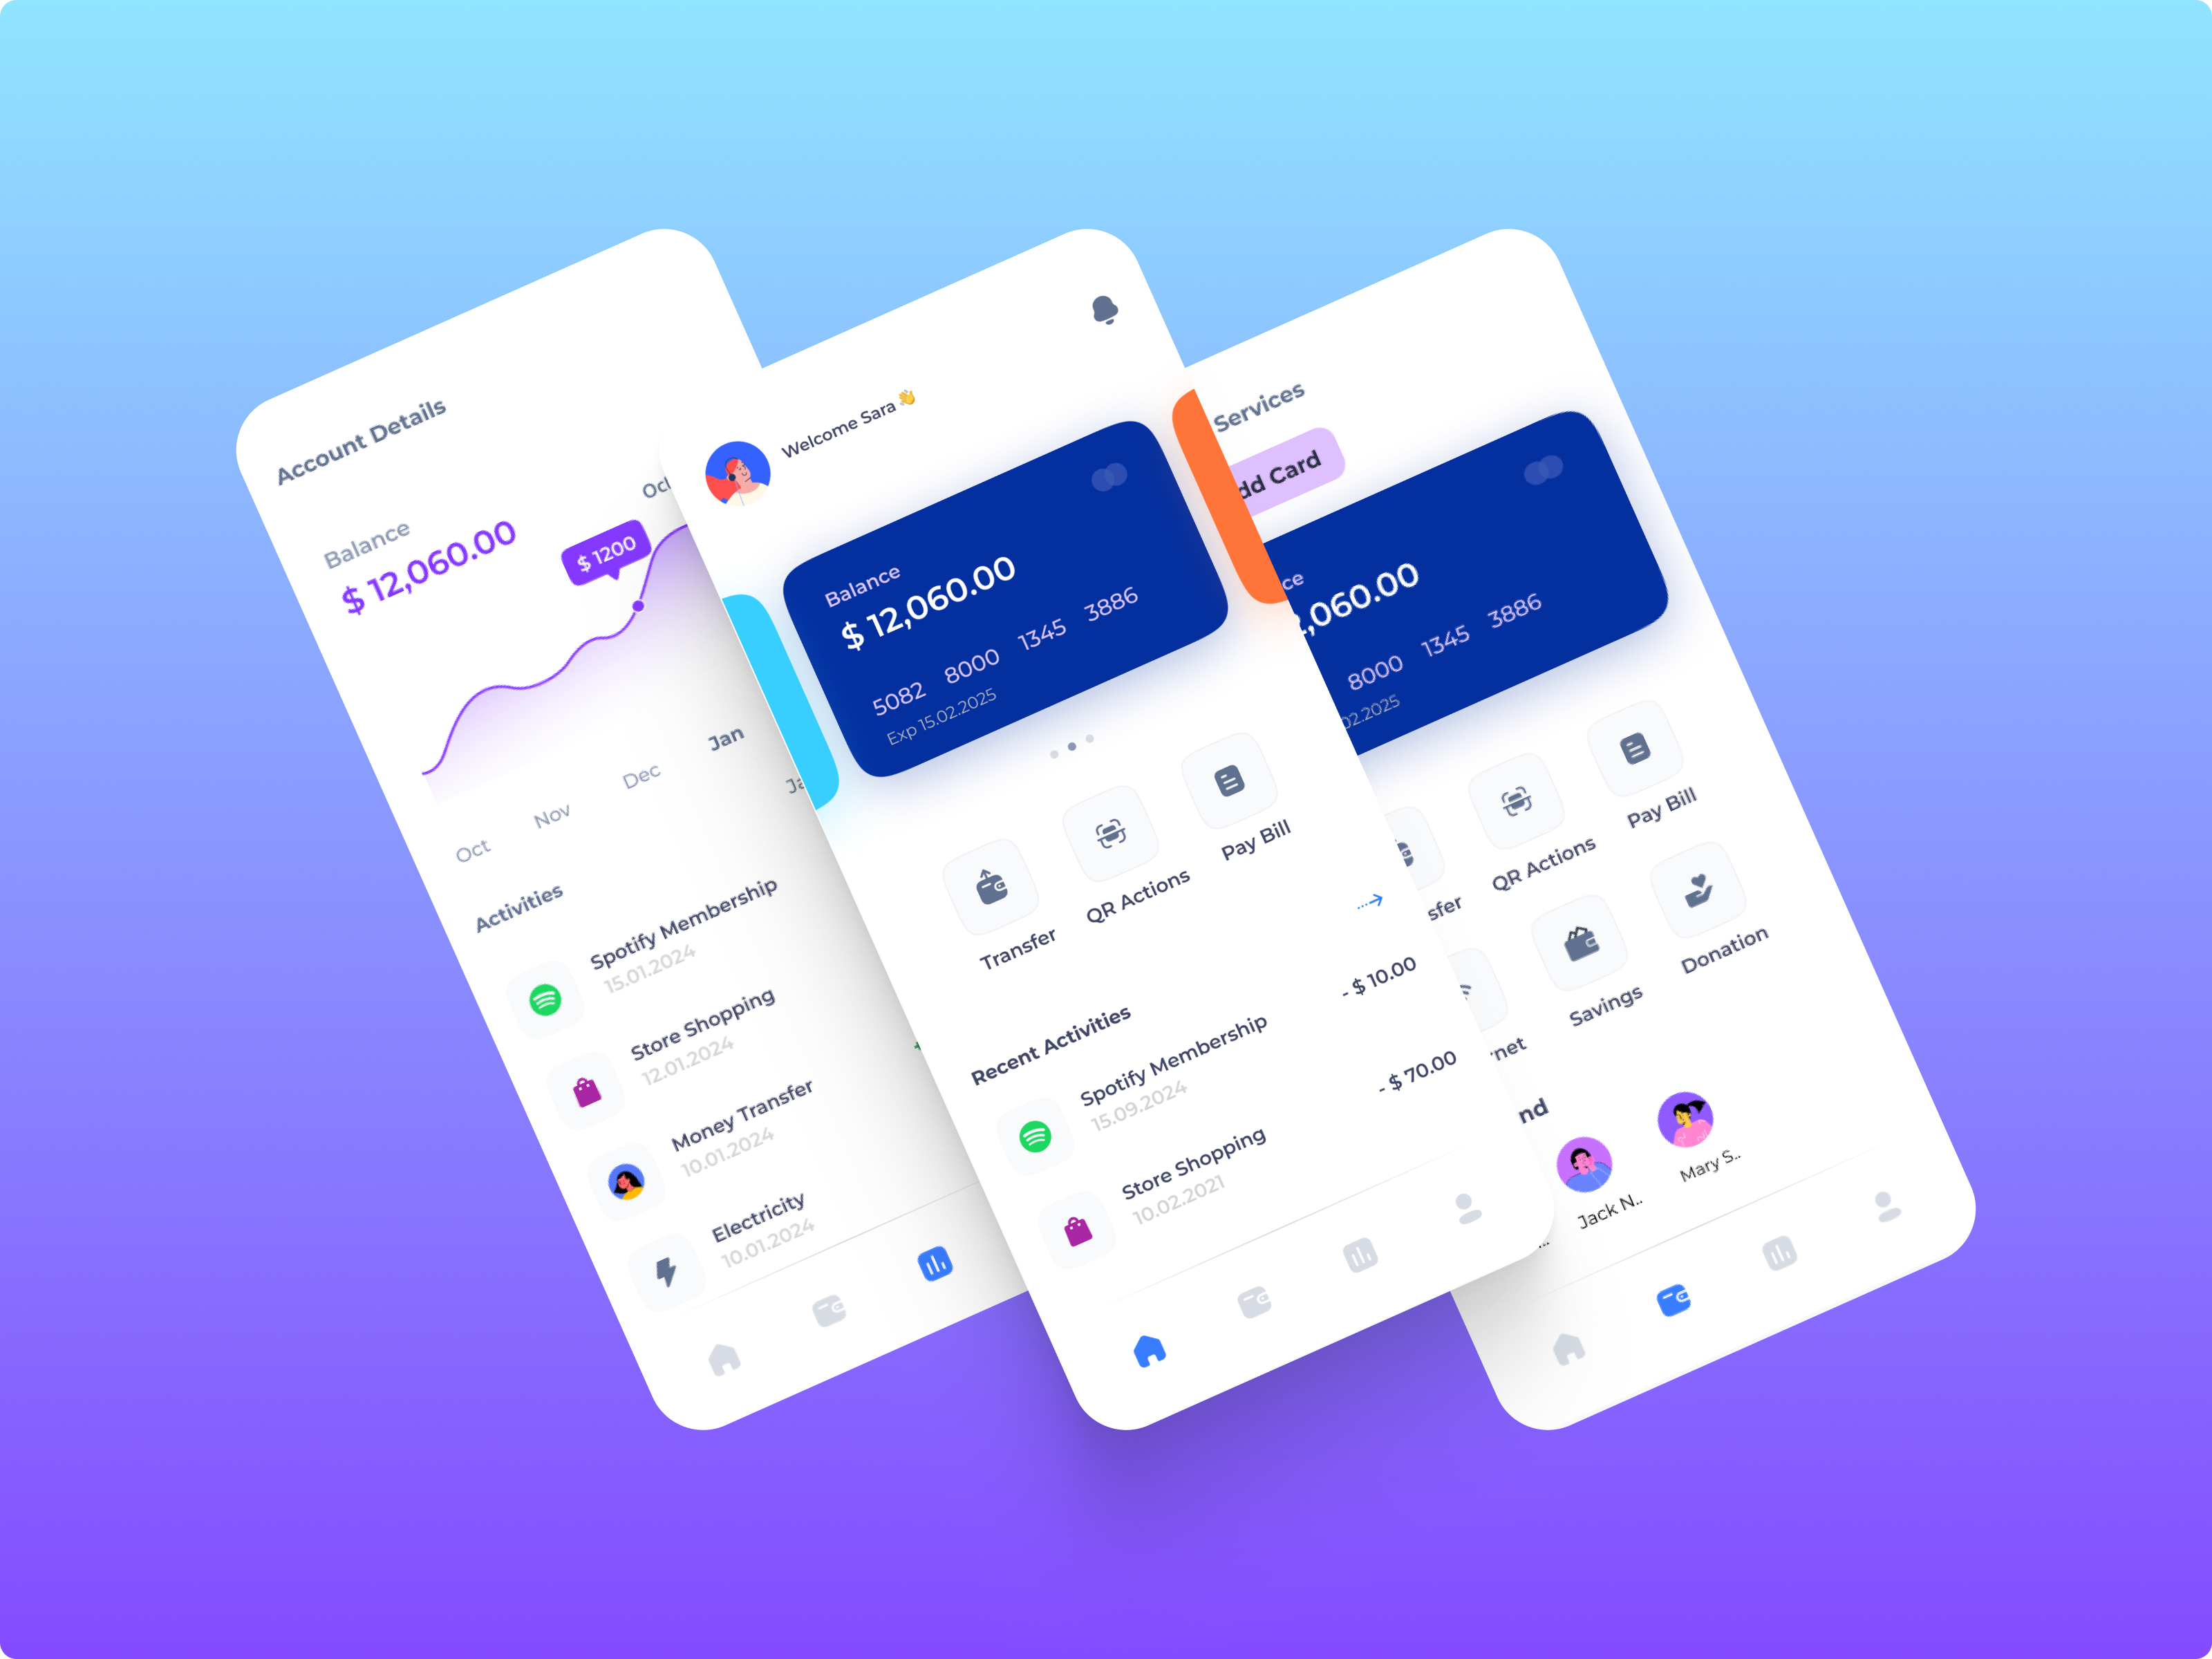 Account Details
Balance
$ 12,060.00
$ 1200
Oct
Nov
Dec
Jan
Activities
Spotify Membership
15.01.2024
Store Shopping
12.01.2024
Money Transfer
10.01.2024
Electricity
10.01.2024
Welcome Sara 👋
Balance
$ 12,060.00
5082 8000 1345 3886
Exp 15.02.2025
Transfer
QR Actions
Pay Bill
Recent Activities
Spotify Membership
15.09.2024
- $ 10.00
Store Shopping
10.02.2021
- $ 70.00
Services
dd Card
ce
2,060.00
8000 1345 3886
02.2025
sfer
QR Actions
Pay Bill
net
Savings
Donation
nd
Jack N..
Mary S..